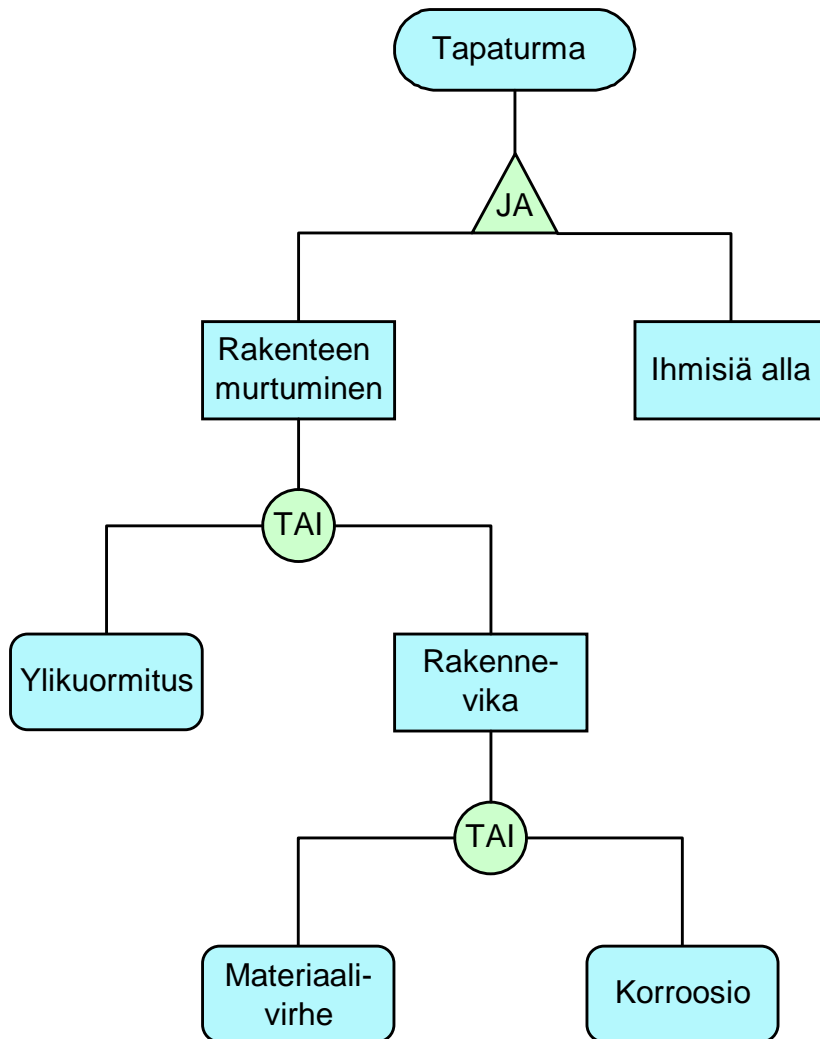 Tapaturma
JA
Rakenteen
murtuminen
Ihmisiä alla
TAI
Ylikuormitus
Rakenne-
vika
TAI
Materiaali-
virhe
Korroosio